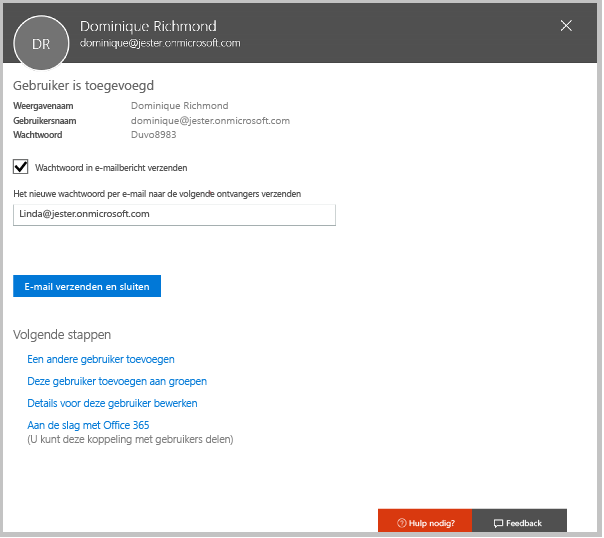 DR
Dominique Richmond
dominique@jester.onmicrosoft.com
Gebruiker is toegevoegd
Weergavenaam Dominique Richmond
Gebruikersnaam dominique@jester.onmicrosoft.com
Wachtwoord Duvo8983
Wachtwoord in e-mailbericht verzenden
Het nieuwe wachtwoord per e-mail naar de volgende ontvangers verzenden
Linda@jester.onmicrosoft.com
E-mail verzenden en sluiten
Volgende stappen
Een andere gebruiker toevoegen
Deze gebruiker toevoegen aan groepen
Details voor deze gebruiker bewerken
Aan de slag met Office 365
(U kunt deze koppeling met gebruikers delen)
Hulp nodig? Feedback